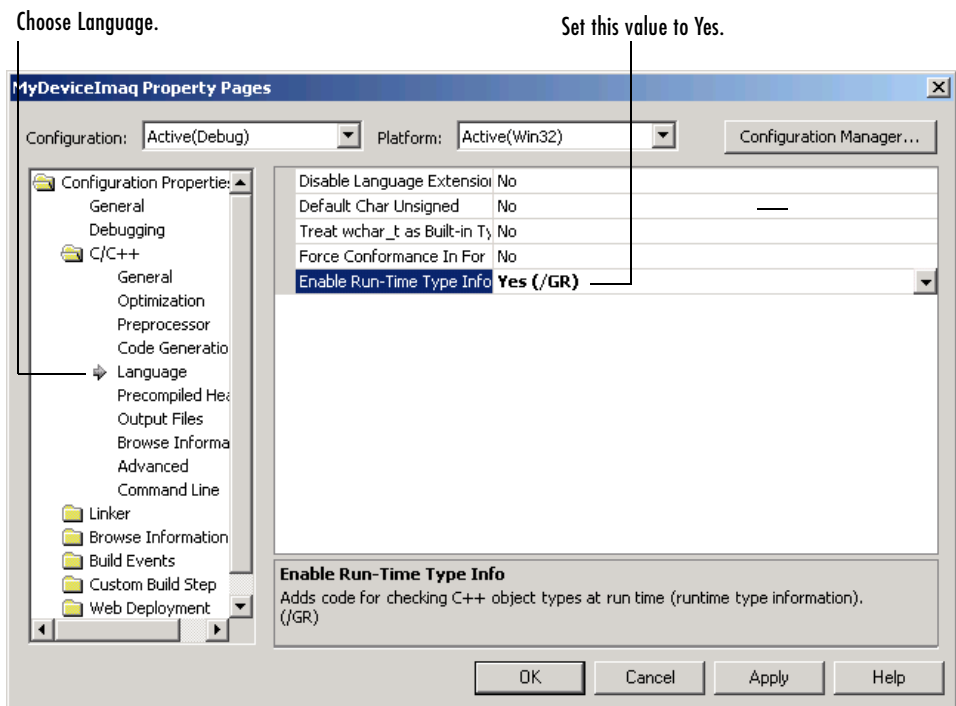 Choose Language.
Set this value to Yes.
MyDeviceImaq Property Pages
Configuration: Active(Debug) Platform: Active(Win32) Configuration Manager...
Configuration Properties
General
Debugging
C/C++
General
Optimization
Preprocessor
Code Generatio
Language
Precompiled Hea
Output Files
Browse Informa
Advanced
Command Line
Linker
Browse Information
Build Events
Custom Build Step
Web Deployment
Disable Language Extension No
Default Char Unsigned No
Treat wchar_t as Built-in Ty No
Force Conformance In For No
Enable Run-Time Type Info Yes (/GR)
Enable Run-Time Type Info
Adds code for checking C++ object types at run time (runtime type information).
(/GR)
OK Cancel Apply Help